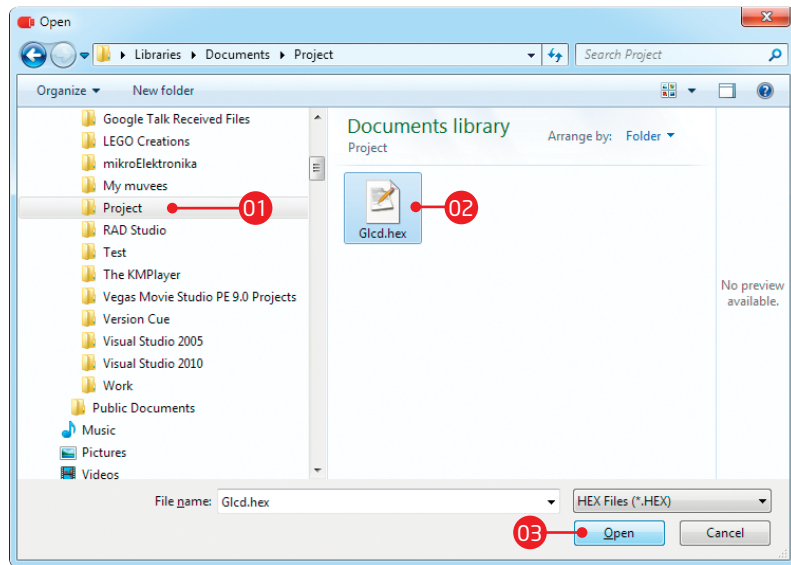 Open
Libraries Documents Project
Search Project
Organize New folder
Google Talk Received Files
LEGO Creations
mikroElektronika
My muvees
Project
01
RAD Studio
Test
The KMPlayer
Vegas Movie Studio PE 9.0 Projects
Version Cue
Visual Studio 2005
Visual Studio 2010
Work
Public Documents
Music
Pictures
Videos
Documents library
Project
Arrange by: Folder
02
Glcd.hex
No preview
available.
File name: Glcd.hex
HEX Files (*.HEX)
03
Open Cancel